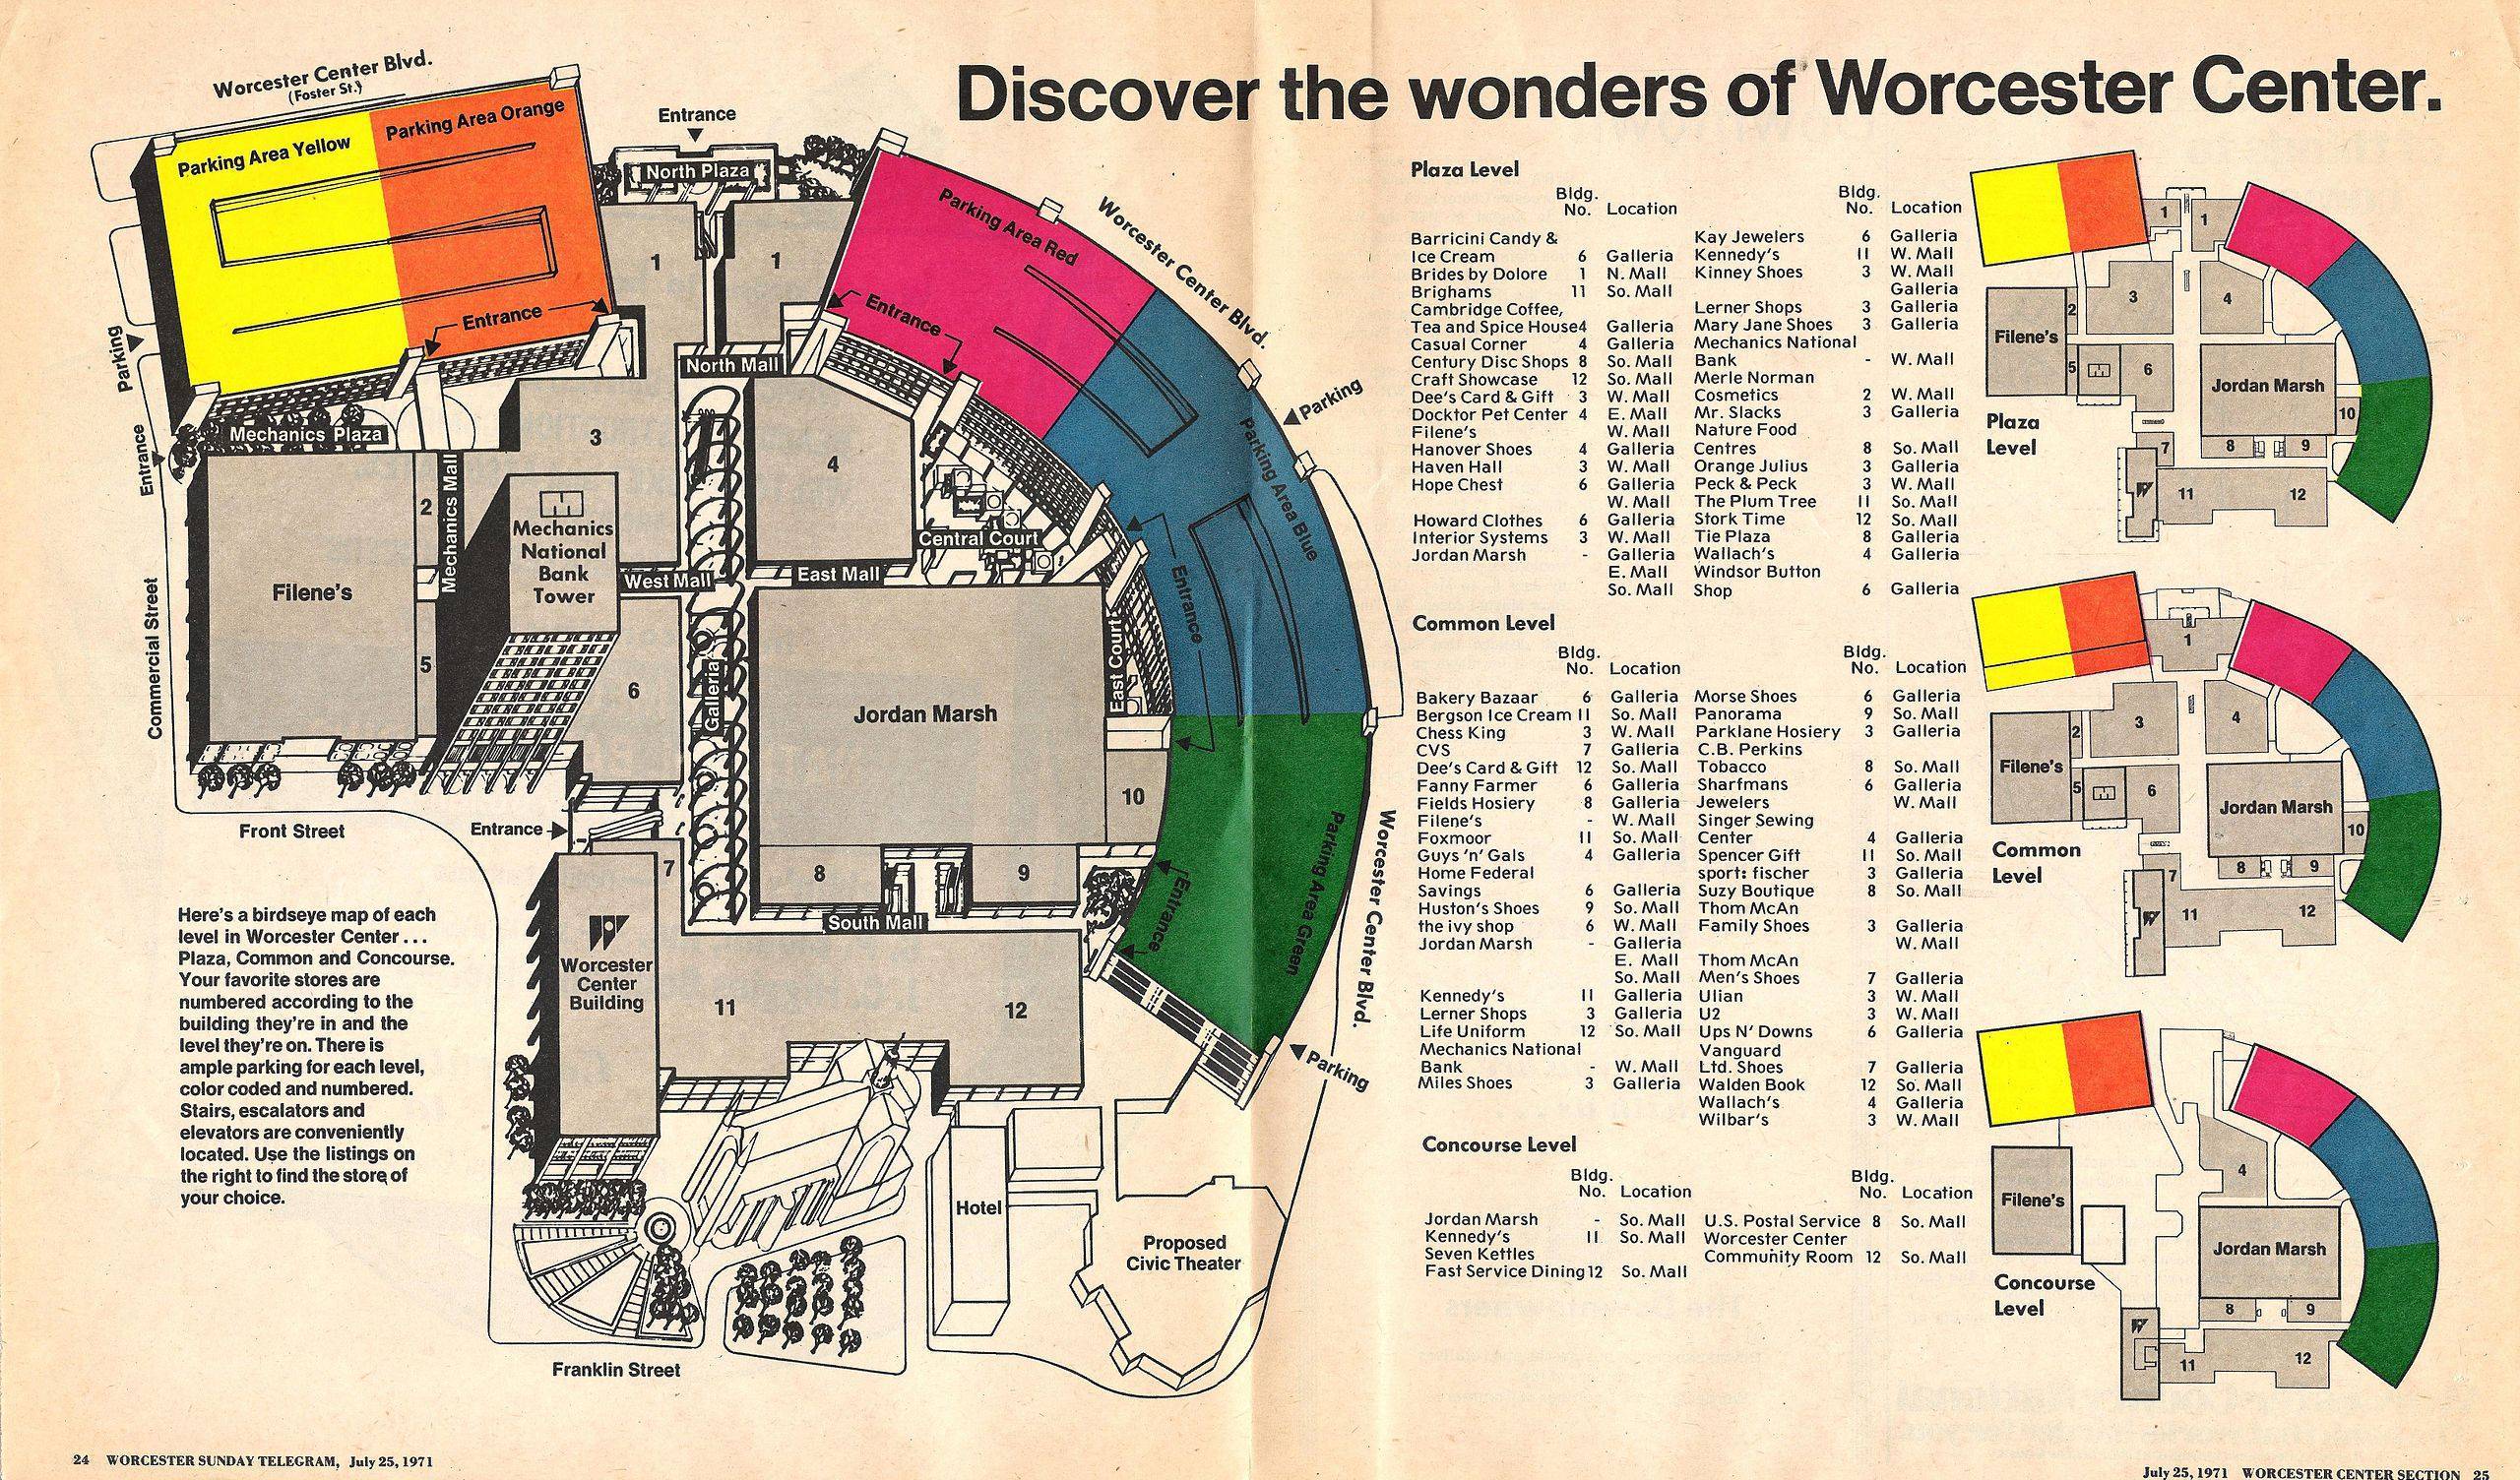 Discover the wonders of Worcester Center.
Worcester Center Blvd.
(Foster St.)
Parking Area Yellow
Parking Area Orange
Entrance
North Plaza
Parking Area Red
Worcester Center Blvd.
1
1
Entrance
Entrance
Parking
North Mall
Mechanics Plaza
Entrance
3
4
Parking
Parking Area Blue
2
Mechanics Mall
Mechanics
National
Bank
Tower
Central Court
Filene's
West Mall
East Mall
Entrance
Commercial Street
5
6
Galleria
Jordan Marsh
East Court
10
Front Street
Entrance
7
8
9
South Mall
Entrance
Parking Area Green
Worcester Center Blvd.
Worcester
Center
Building
11
12
Parking
Hotel
Proposed
Civic Theater
Franklin Street
Here's a birdseye map of each
level in Worcester Center...
Plaza, Common and Concourse.
Your favorite stores are
numbered according to the
building they're in and the
level they're on. There is
ample parking for each level,
color coded and numbered.
Stairs, escalators and
elevators are conveniently
located. Use the listings on
the right to find the store of
your choice.
Plaza Level
Bldg.
No. Location
Barricini Candy &
Ice Cream 6 Galleria
Brides by Dolore 1 N. Mall
Brighams 11 So. Mall
Cambridge Coffee,
Tea and Spice House4 Galleria
Casual Corner 4 Galleria
Century Disc Shops 8 So. Mall
Craft Showcase 12 So. Mall
Dee's Card & Gift 3 W. Mall
Docktor Pet Center 4 E. Mall
Filene's W. Mall
Hanover Shoes 4 Galleria
Haven Hall 3 W. Mall
Hope Chest 6 Galleria
W. Mall
Howard Clothes 6 Galleria
Interior Systems 3 W. Mall
Jordan Marsh - Galleria
E. Mall
So. Mall
Bldg.
No. Location
Kay Jewelers 6 Galleria
Kennedy's 11 W. Mall
Kinney Shoes 3 W. Mall
Galleria
Lerner Shops 3 Galleria
Mary Jane Shoes 3 Galleria
Mechanics National
Bank - W. Mall
Merle Norman
Cosmetics 2 W. Mall
Mr. Slacks 3 Galleria
Nature Food
Centres 8 So. Mall
Orange Julius 3 Galleria
Peck & Peck 3 W. Mall
The Plum Tree 11 So. Mall
Stork Time 12 So. Mall
Tie Plaza 8 Galleria
Wallach's 4 Galleria
Windsor Button
Shop 6 Galleria
Common Level
Bldg.
No. Location
Bakery Bazaar 6 Galleria
Bergson Ice Cream 11 So. Mall
Chess King 3 W. Mall
CVS 7 Galleria
Dee's Card & Gift 12 So. Mall
Fanny Farmer 6 Galleria
Fields Hosiery 8 Galleria
Filene's - W. Mall
Foxmoor 11 So. Mall
Guys 'n' Gals 4 Galleria
Home Federal
Savings 6 Galleria
Huston's Shoes 9 So. Mall
the ivy shop 6 W. Mall
Jordan Marsh - Galleria
E. Mall
So. Mall
Kennedy's 11 Galleria
Lerner Shops 3 Galleria
Life Uniform 12 So. Mall
Mechanics National
Bank - W. Mall
Miles Shoes 3 Galleria
Bldg.
No. Location
Morse Shoes 6 Galleria
Panorama 9 So. Mall
Parklane Hosiery 3 Galleria
C.B. Perkins
Tobacco 8 So. Mall
Sharfmans 6 Galleria
Jewelers W. Mall
Singer Sewing
Center 4 Galleria
Spencer Gift 11 So. Mall
sport: fischer 3 Galleria
Suzy Boutique 8 So. Mall
Thom McAn
Family Shoes 3 Galleria
W. Mall
Thom McAn
Men's Shoes 7 Galleria
Ulian 3 W. Mall
U2 3 W. Mall
Ups N' Downs 6 Galleria
Vanguard
Ltd. Shoes 7 Galleria
Walden Book 12 So. Mall
Wallach's 4 Galleria
Wilbar's 3 W. Mall
Concourse Level
Bldg.
No. Location
Jordan Marsh - So. Mall
Kennedy's 11 So. Mall
Seven Kettles
Fast Service Dining12 So. Mall
Bldg.
No. Location
U.S. Postal Service 8 So. Mall
Worcester Center
Community Room 12 So. Mall
1
1
2
3
4
Filene's
5
6
Jordan Marsh
Plaza
Level
10
7
8
9
11
12
1
2
3
4
Filene's
5
6
Jordan Marsh
10
Common
Level
8
9
7
11
12
4
Filene's
Jordan Marsh
Concourse
Level
8
9
11
12
24 WORCESTER SUNDAY TELEGRAM, July 25, 1971
July 25, 1971 WORCESTER CENTER SECTION 25